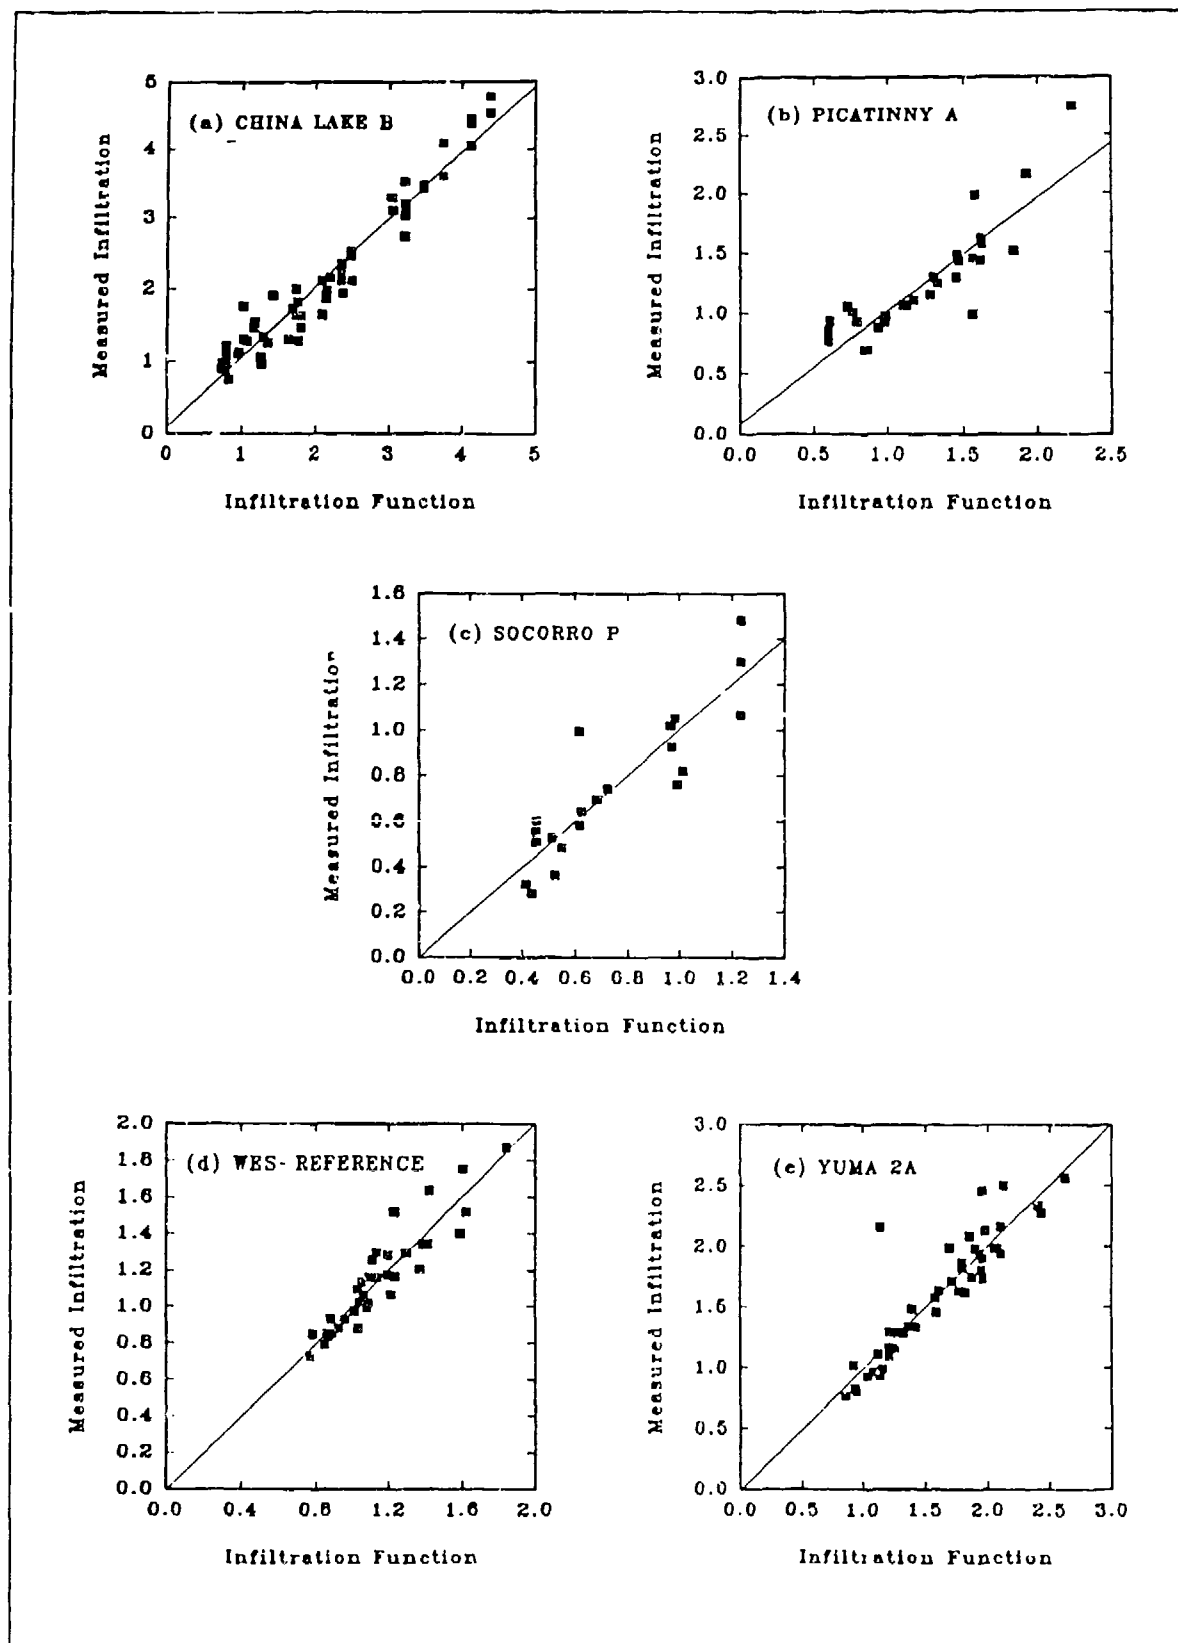 (a) CHINA LAKE B
Measured Infiltration
5
4
3
2
1
0
0 1 2 3 4 5
Infiltration Function
(b) PICATINNY A
Measured Infiltration
3.0
2.5
2.0
1.5
1.0
0.5
0.0
0.0 0.5 1.0 1.5 2.0 2.5
Infiltration Function
(c) SOCORRO P
Measured Infiltration
1.6
1.4
1.2
1.0
0.8
0.6
0.4
0.2
0.0
0.0 0.2 0.4 0.6 0.8 1.0 1.2 1.4
Infiltration Function
(d) WES-REFERENCE
Measured Infiltration
2.0
1.8
1.6
1.4
1.2
1.0
0.8
0.6
0.4
0.2
0.0
0.0 0.4 0.8 1.2 1.6 2.0
Infiltration Function
(e) YUMA 2A
Measured Infiltration
3.0
2.5
2.0
1.5
1.0
0.5
0.0
0.0 0.5 1.0 1.5 2.0 2.5 3.0
Infiltration Function